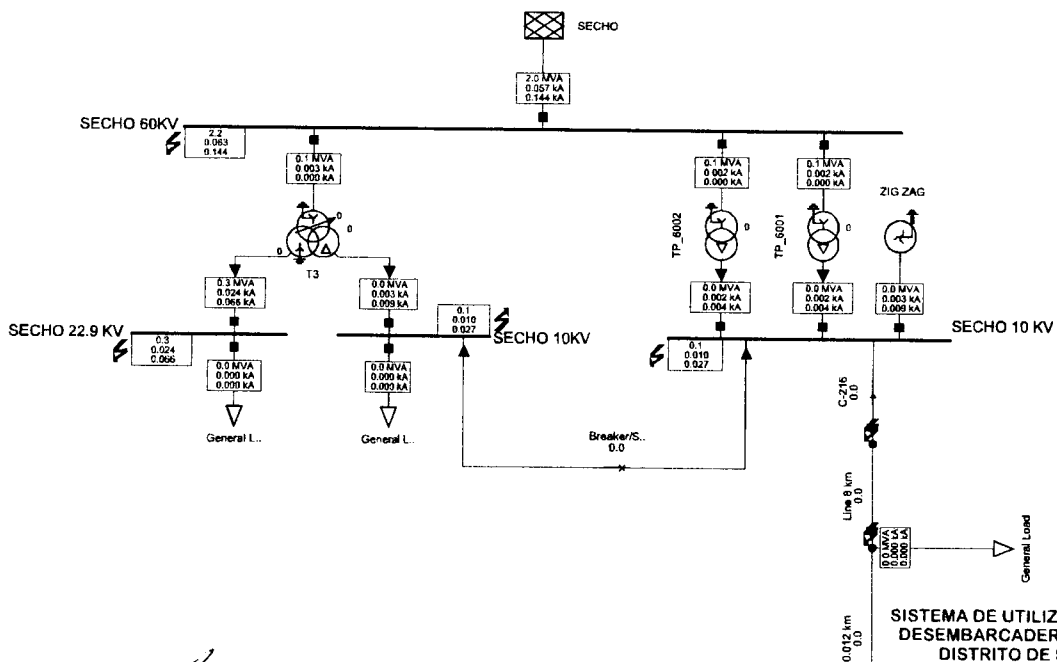 SECHO
2.0 MVA
0.057 kA
0.144 kA
SECHO 60KV
2.2
0.063
0.144
0.1 MVA
0.003 kA
0.000 kA
0.1 MVA
0.002 kA
0.000 kA
0.1 MVA
0.002 kA
0.000 kA
ZIG ZAG
0
0
0
T3
TP_6002
0
TP_6001
0
0.3 MVA
0.024 kA
0.066 kA
0.0 MVA
0.003 kA
0.009 kA
0.0 MVA
0.002 kA
0.004 kA
0.0 MVA
0.002 kA
0.004 kA
0.0 MVA
0.003 kA
0.009 kA
0.1
0.010
0.027
SECHO 22.9 KV
SECHO 10KV
SECHO 10 KV
0.3
0.024
0.066
0.1
0.010
0.027
0.0 MVA
0.000 kA
0.000 kA
0.0 MVA
0.000 kA
0.000 kA
General L..
General L..
C-216
0.0
Breaker/S..
0.0
Line 8 km
0.0
0.0 MVA
0.000 kA
0.000 kA
General Load
0.012 km
0.0
SISTEMA DE UTILIZ
DESEMBARCADER
DISTRITO DE